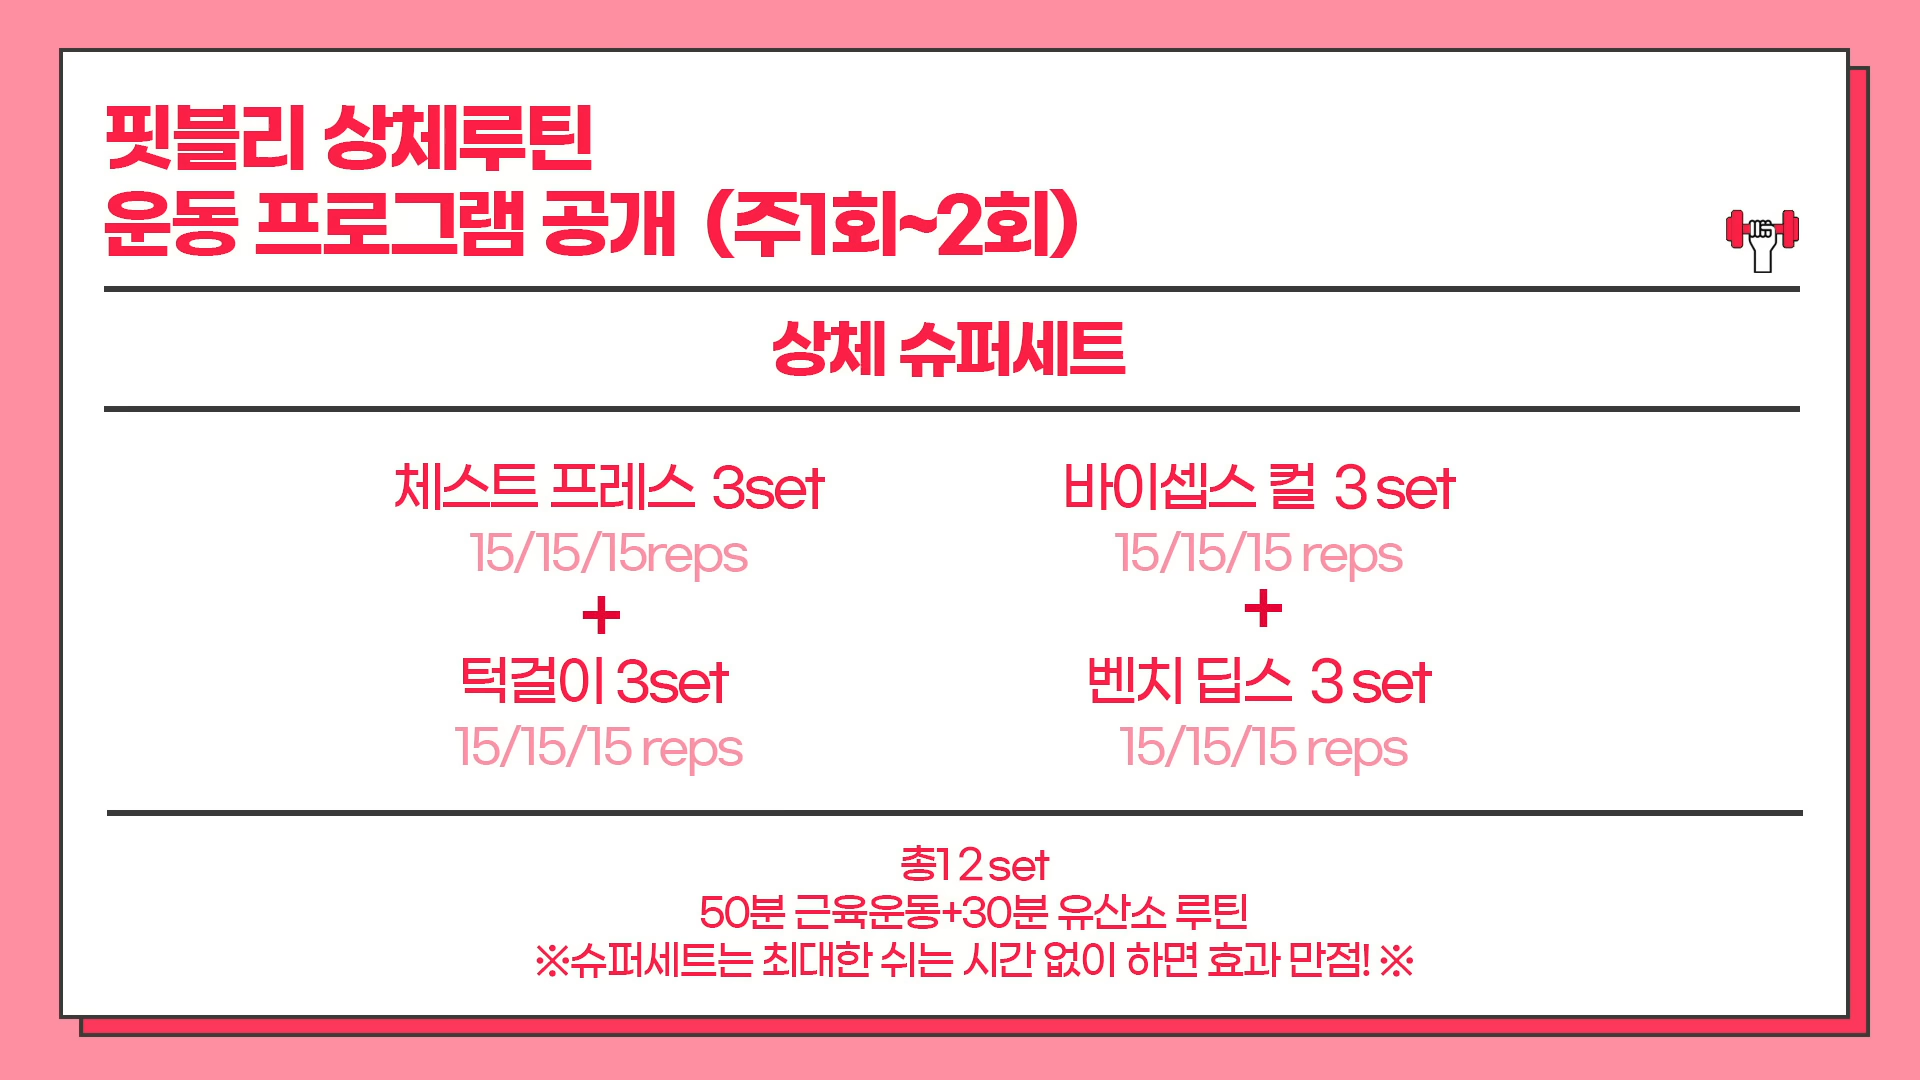 핏블리 상체루틴
운동 프로그램 공개 (주1회~2회)
상체 슈퍼세트
체스트 프레스 3set
15/15/15reps
+
턱걸이 3set
15/15/15 reps
바이셉스 컬 3 set
15/15/15 reps
+
벤치 딥스 3 set
15/15/15 reps
총1 2 set
50분 근육운동+30분 유산소 루틴
※슈퍼세트는 최대한 쉬는 시간 없이 하면 효과 만점! ※